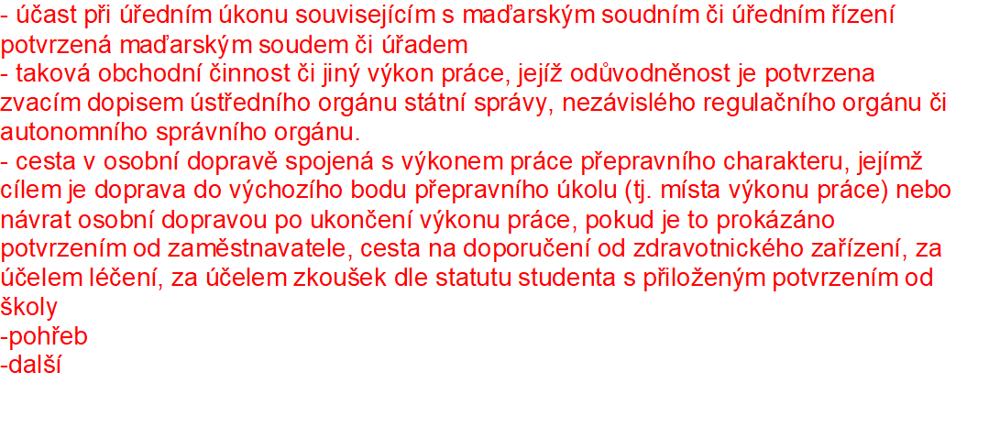 - účast při úředním úkonu souvisejícím s maďarským soudním či úředním řízení
potvrzená maďarským soudem či úřadem
- taková obchodní činnost či jiný výkon práce, jejíž odůvodněnost je potvrzena
zvacím dopisem ústředního orgánu státní správy, nezávislého regulačního orgánu či
autonomního správního orgánu.
- cesta v osobní dopravě spojená s výkonem práce přepravního charakteru, jejímž
cílem je doprava do výchozího bodu přepravního úkolu (tj. místa výkonu práce) nebo
návrat osobní dopravou po ukončení výkonu práce, pokud je to prokázáno
potvrzením od zaměstnavatele, cesta na doporučení od zdravotnického zařízení, za
účelem léčení, za účelem zkoušek dle statutu studenta s přiloženým potvrzením od
školy
-pohřeb
-další